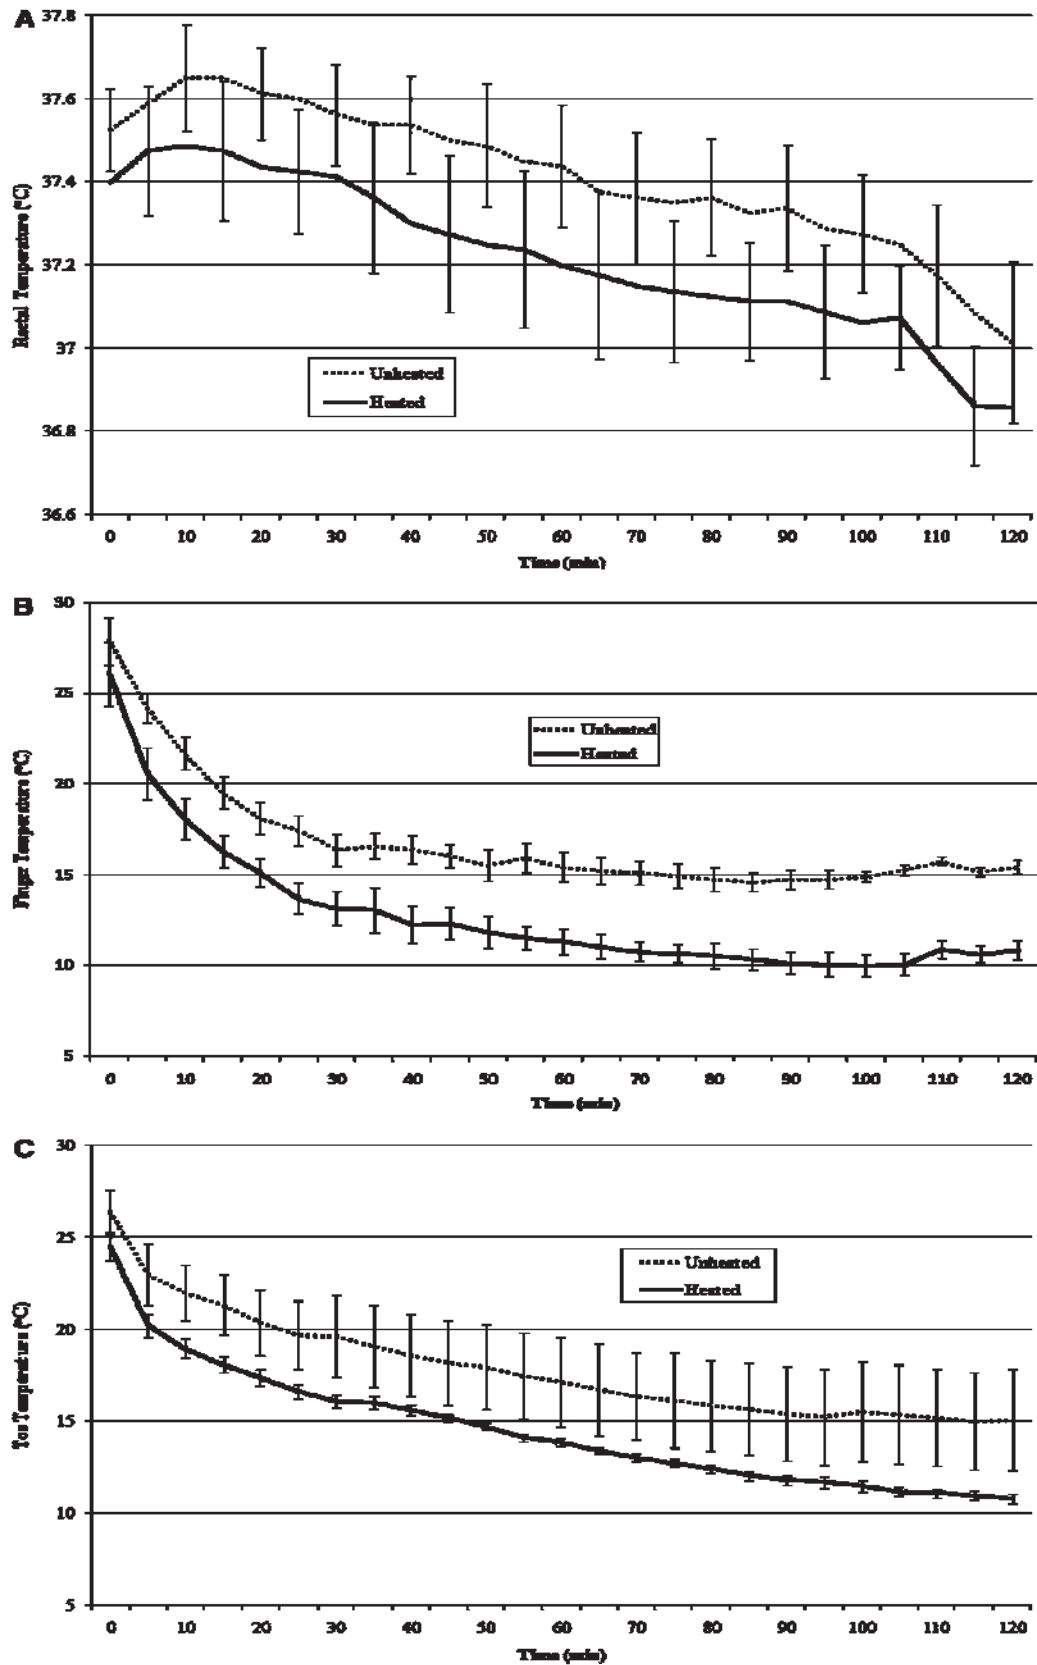 A
37.8
37.6
37.4
37.2
37
36.8
36.6
Rectal Temperature (°C)
Unheated
Heated
0 10 20 30 40 50 60 70 80 90 100 110 120
Time (min)
B
30
25
20
15
10
5
Finger Temperature (°C)
Unheated
Heated
0 10 20 30 40 50 60 70 80 90 100 110 120
Time (min)
C
30
25
20
15
10
5
Toe Temperature (°C)
Unheated
Heated
0 10 20 30 40 50 60 70 80 90 100 110 120
Time (min)